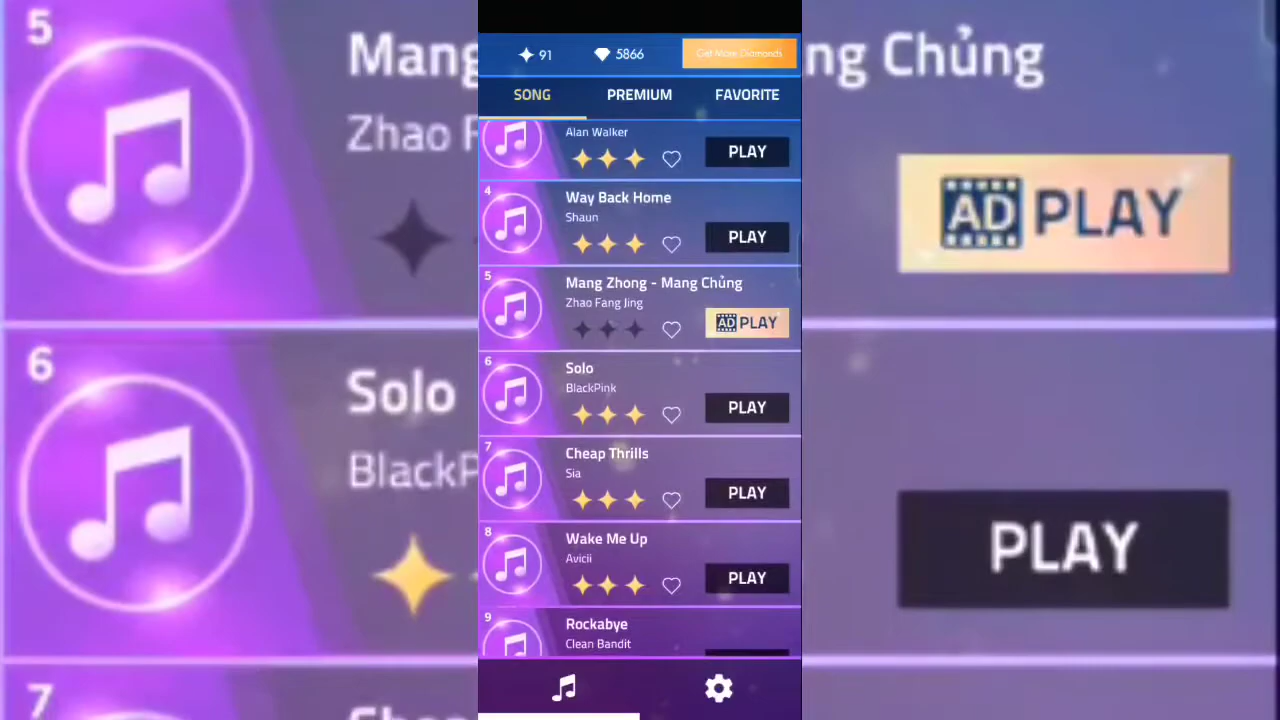 91
5866
Get More Diamonds
SONG
PREMIUM
FAVORITE
Alan Walker
PLAY
4
Way Back Home
Shaun
PLAY
5
Mang Zhong - Mang Chủng
Zhao Fang Jing
AD PLAY
6
Solo
BlackPink
PLAY
7
Cheap Thrills
Sia
PLAY
8
Wake Me Up
Avicii
PLAY
9
Rockabye
Clean Bandit
5
Mang
ng Chủng
Zhao F
AD PLAY
6
Solo
BlackP
PLAY
7